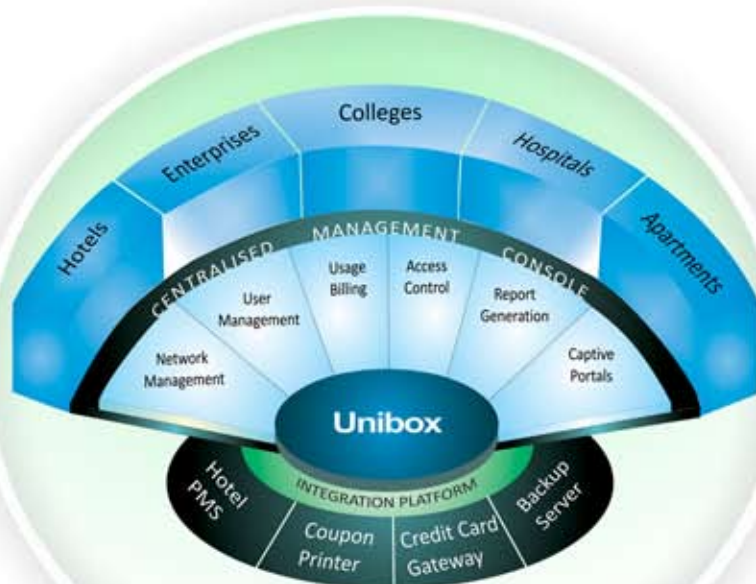 Hotels
Enterprises
Colleges
Hospitals
Apartments
CENTRALISED MANAGEMENT CONSOLE
Network
Management
User
Management
Usage
Billing
Access
Control
Report
Generation
Captive
Portals
Unibox
INTEGRATION PLATFORM
Hotel
PMS
Coupon
Printer
Credit Card
Gateway
Backup
Server